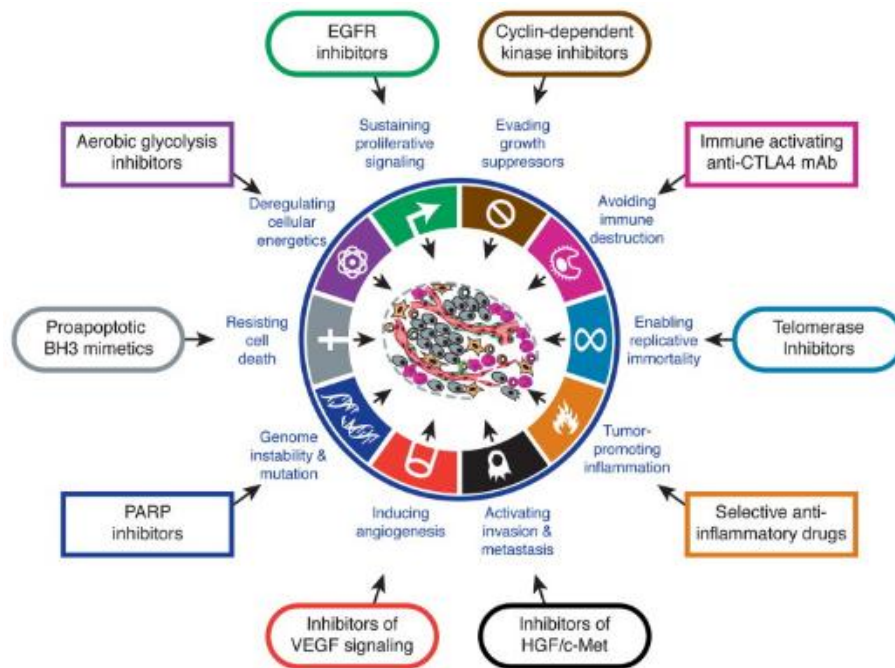 EGFR
inhibitors
Cyclin-dependent
kinase inhibitors
Sustaining
proliferative
signaling
Evading
growth
suppressors
Aerobic glycolysis
inhibitors
Immune activating
anti-CTLA4 mAb
Deregulating
cellular
energetics
Avoiding
immune
destruction
Proapoptotic
BH3 mimetics
Resisting
cell
death
Enabling
replicative
immortality
Telomerase
Inhibitors
Genome
instability &
mutation
Tumor-
promoting
inflammation
PARP
inhibitors
Inducing
angiogenesis
Activating
invasion &
metastasis
Selective anti-
inflammatory drugs
Inhibitors of
VEGF signaling
Inhibitors of
HGF/c-Met